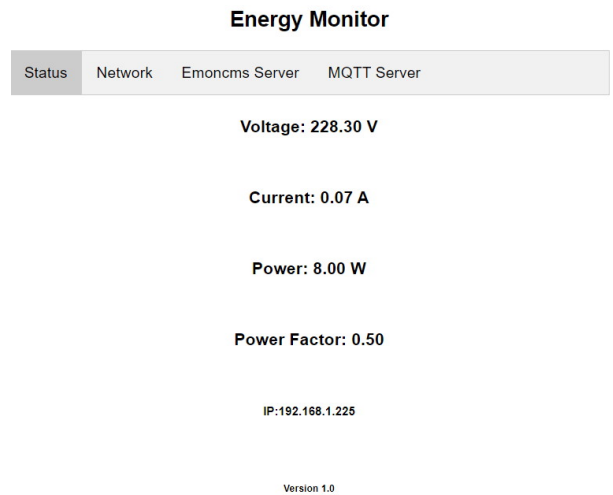 Energy Monitor
Status Network Emoncms Server MQTT Server
Voltage: 228.30 V
Current: 0.07 A
Power: 8.00 W
Power Factor: 0.50
IP:192.168.1.225
Version 1.0